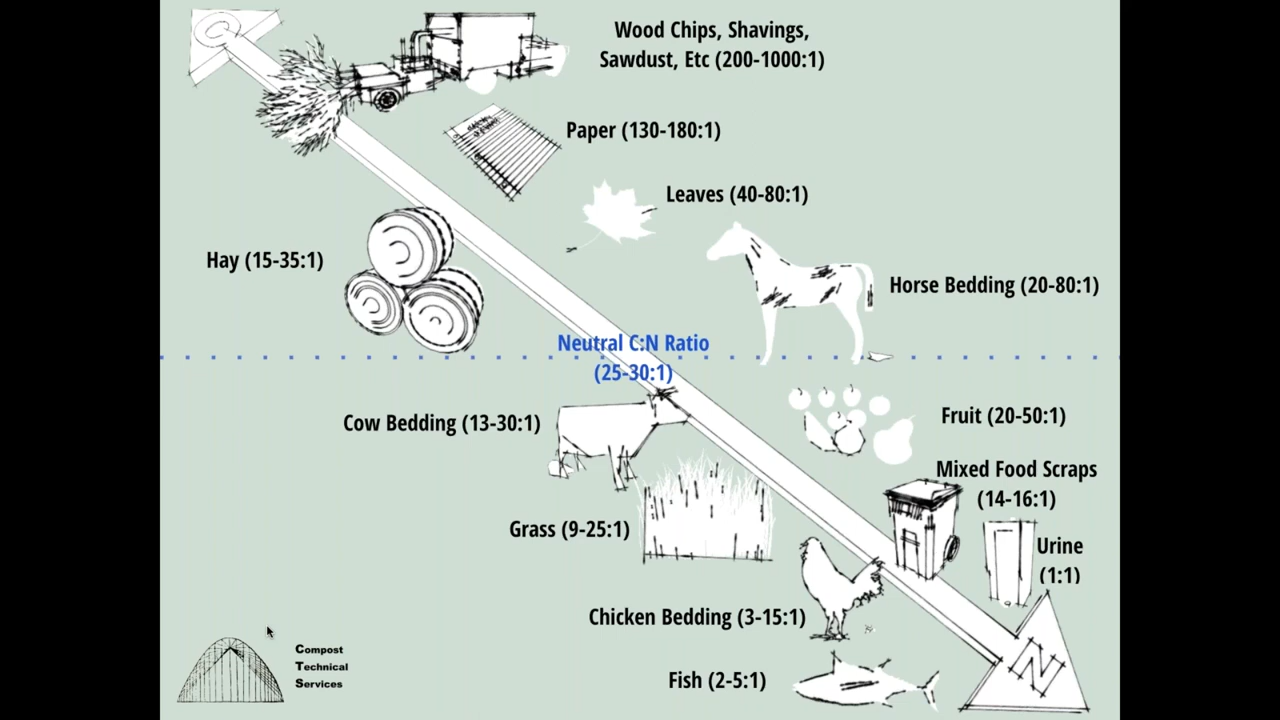 C
Wood Chips, Shavings,
Sawdust, Etc (200-1000:1)
Paper (130-180:1)
Leaves (40-80:1)
Hay (15-35:1)
Horse Bedding (20-80:1)
Neutral C:N Ratio
(25-30:1)
Cow Bedding (13-30:1)
Fruit (20-50:1)
Mixed Food Scraps
(14-16:1)
Grass (9-25:1)
Urine
(1:1)
Chicken Bedding (3-15:1)
Fish (2-5:1)
N
Compost
Technical
Services